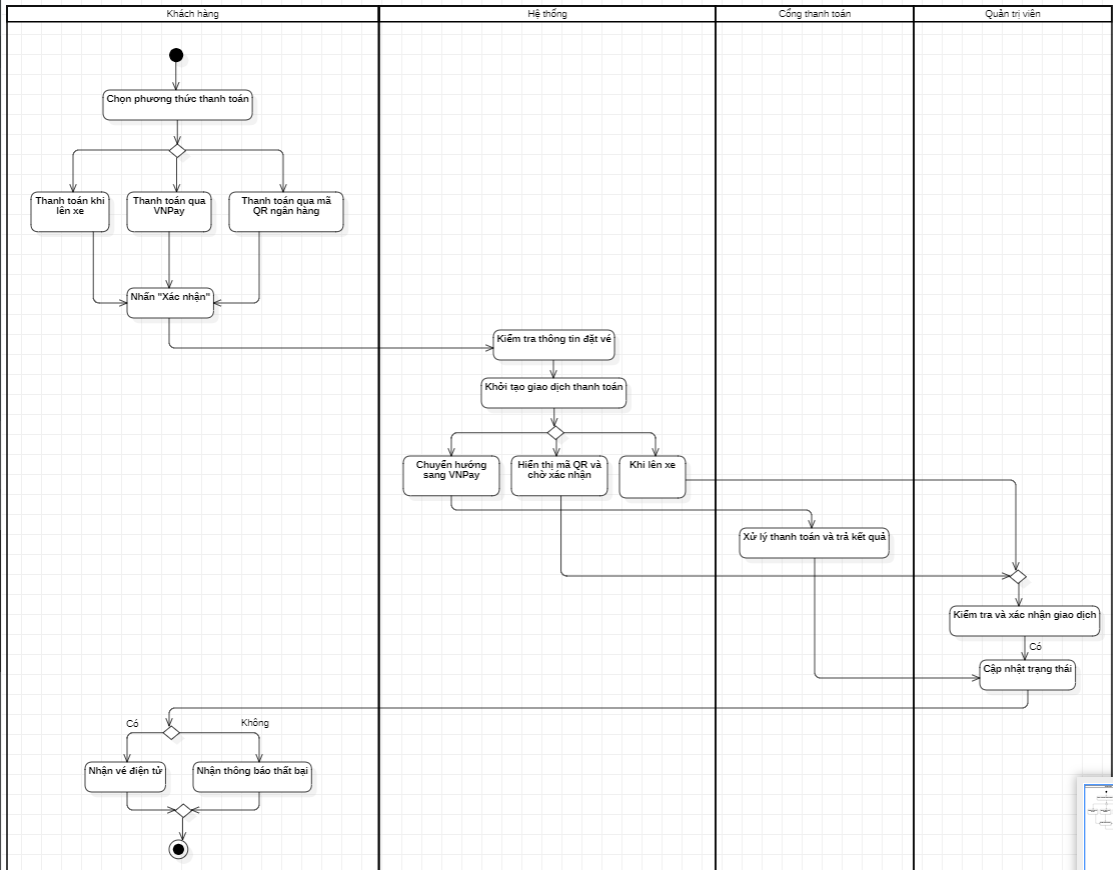 Khách hàng
Hệ thống
Cổng thanh toán
Quản trị viên
Chọn phương thức thanh toán
Thanh toán khi
lên xe
Thanh toán qua
VNPay
Thanh toán qua mã
QR ngân hàng
Nhấn "Xác nhận"
Kiểm tra thông tin đặt vé
Khởi tạo giao dịch thanh toán
Chuyển hướng
sang VNPay
Hiển thị mã QR và
chờ xác nhận
Khi lên xe
Xử lý thanh toán và trả kết quả
Kiểm tra và xác nhận giao dịch
Có
Cập nhật trạng thái
Có
Không
Nhận vé điện tử
Nhận thông báo thất bại